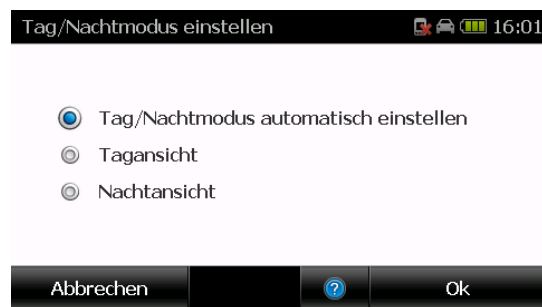 Tag/Nachtmodus einstellen 16:01
Tag/Nachtmodus automatisch einstellen
Tagansicht
Nachtansicht
Abbrechen ? Ok